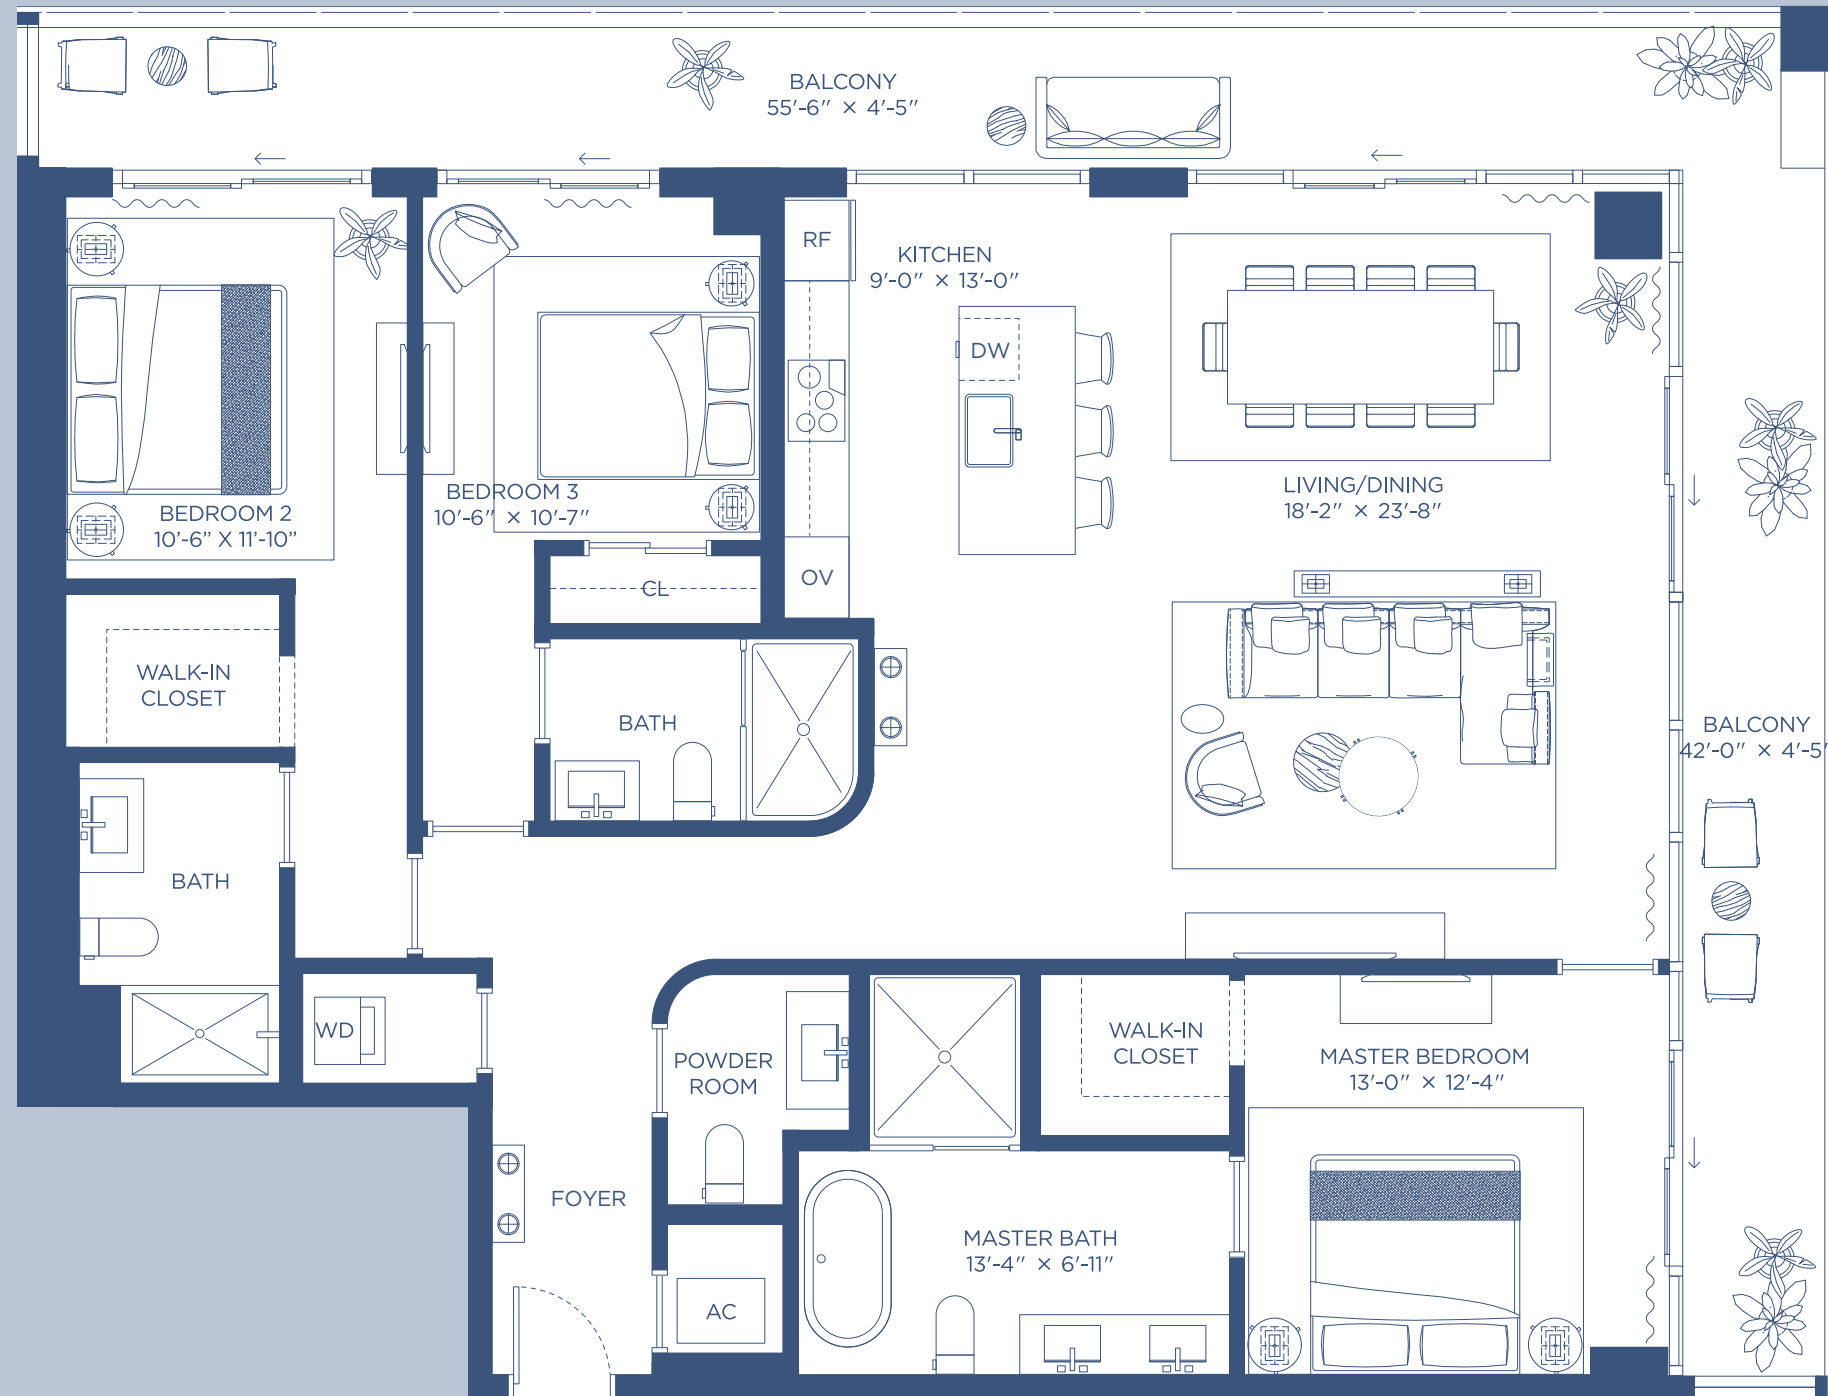 BALCONY
55'-6" × 4'-5"
RF
KITCHEN
9'-0" × 13'-0"
DW
BEDROOM 3
10'-6" × 10'-7"
LIVING/DINING
18'-2" × 23'-8"
BEDROOM 2
10'-6" X 11'-10"
OV
CL
WALK-IN
CLOSET
BATH
BALCONY
42'-0" × 4'-5'
BATH
WD
POWDER
ROOM
WALK-IN
CLOSET
MASTER BEDROOM
13'-0" × 12'-4"
FOYER
MASTER BATH
13'-4" × 6'-11"
AC